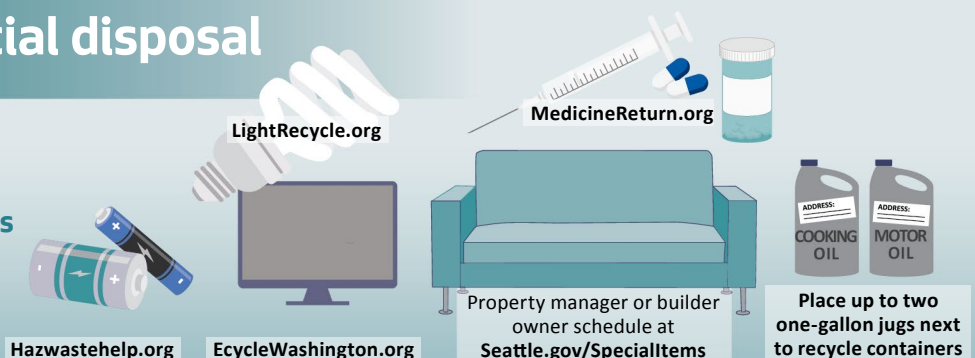 cial disposal
LightRecycle.org
MedicineReturn.org
s
ADDRESS:
COOKING
OIL
ADDRESS:
MOTOR
OIL
Hazwastehelp.org
EcycleWashington.org
Property manager or builder
owner schedule at
Seattle.gov/SpecialItems
Place up to two
one-gallon jugs next
to recycle containers